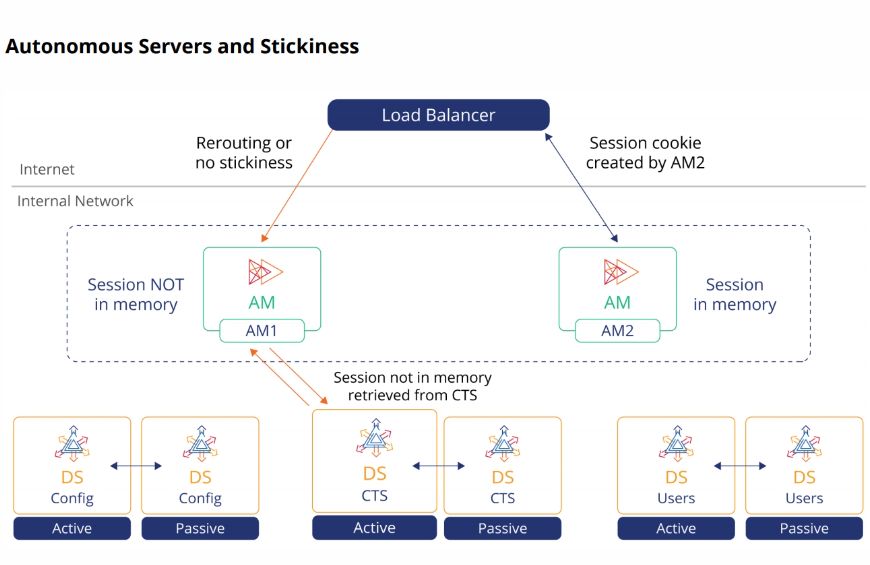 Autonomous Servers and Stickiness
Load Balancer
Rerouting or
no stickiness
Session cookie
created by AM2
Internet
Internal Network
Session NOT
in memory
AM
AM1
AM
AM2
Session
in memory
Session not in memory
retrieved from CTS
DS
Config
Active
DS
Config
Passive
DS
CTS
Active
DS
CTS
Passive
DS
Users
Active
DS
Users
Passive